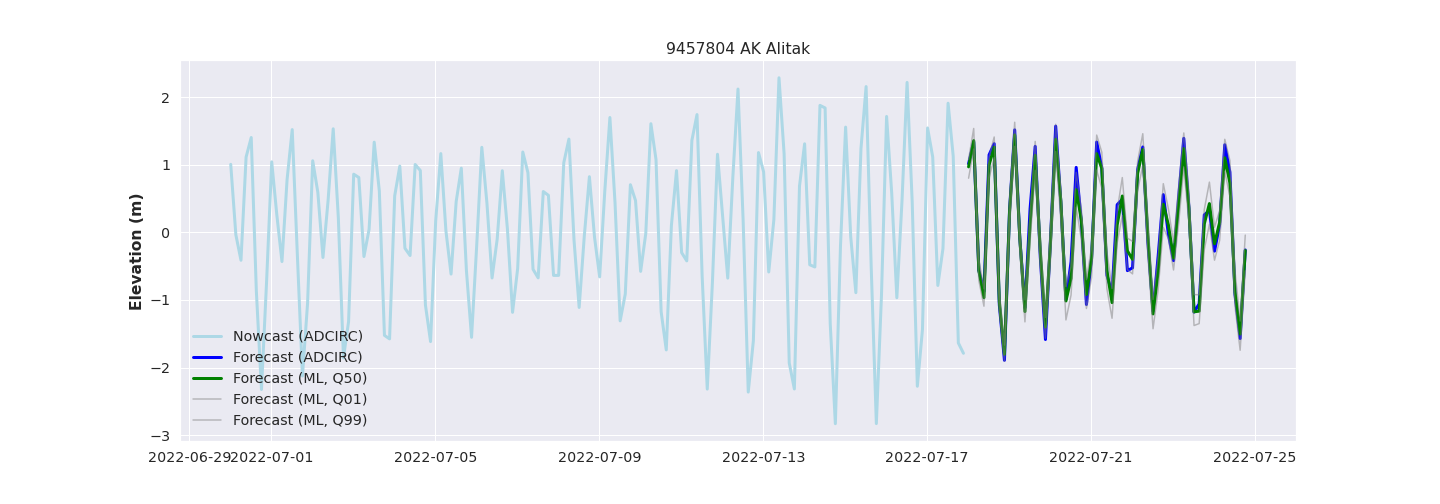 9457804 AK Alitak
Elevation (m)
2
1
0
−1
−2
−3
Nowcast (ADCIRC)
Forecast (ADCIRC)
Forecast (ML, Q50)
Forecast (ML, Q01)
Forecast (ML, Q99)
2022-06-29 2022-07-01 2022-07-05 2022-07-09 2022-07-13 2022-07-17 2022-07-21 2022-07-25